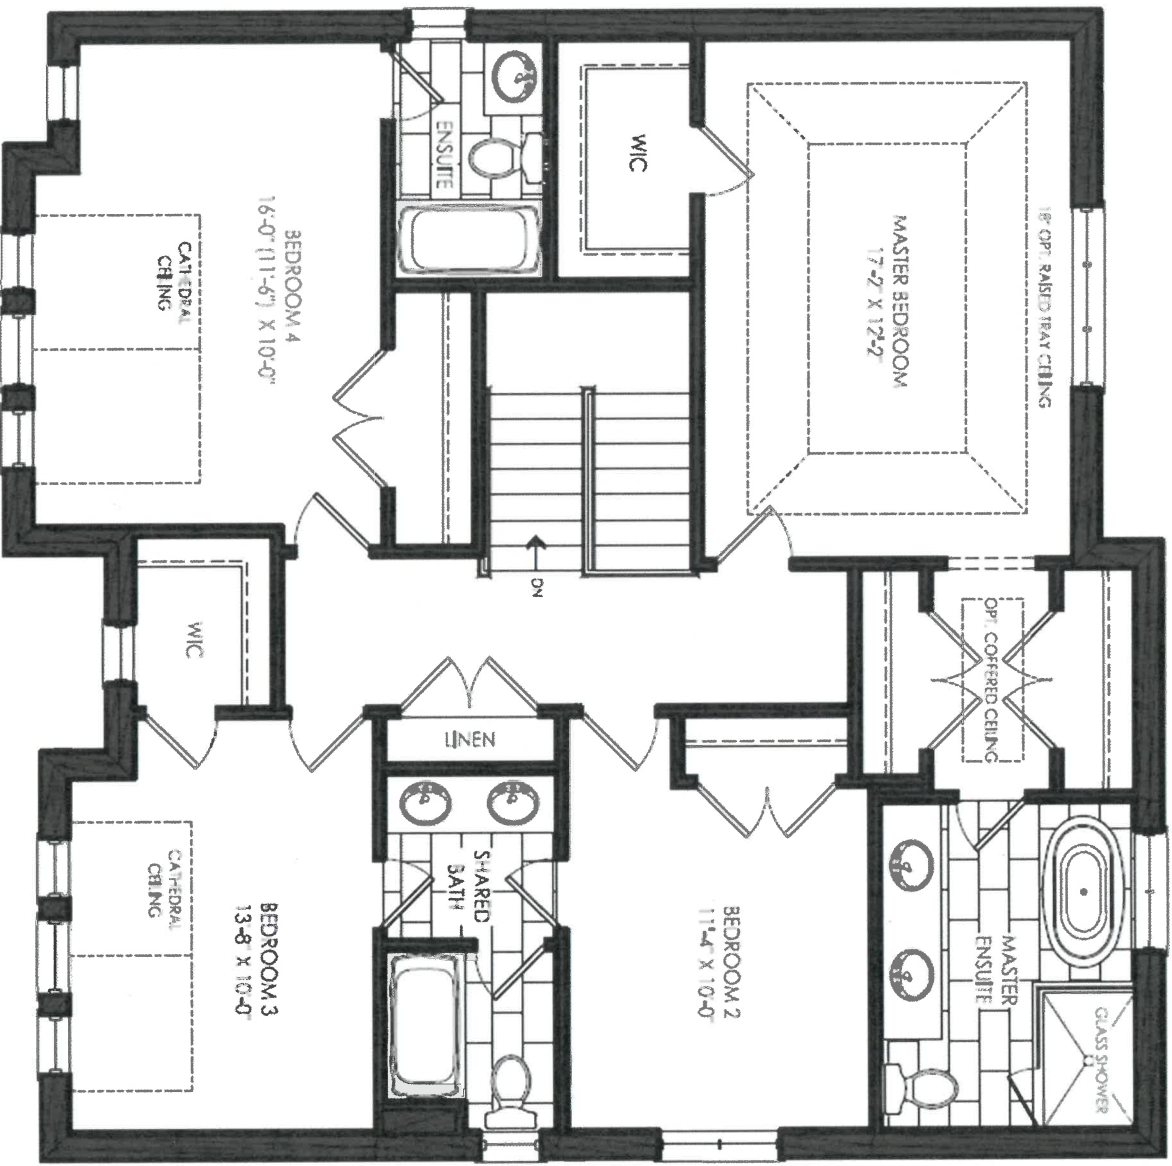 ENSUITE
WIC
18" OPT. RAISED TRAY CEILING
MASTER BEDROOM
17'-2" X 12'-2"
BEDROOM 4
16'-0" (11'-6") X 10'-0"
CATHEDRAL
CEILING
DN
WIC
OPT. COFFERED CEILING
LINEN
SHARED
BATH
CATHEDRAL
CEILING
BEDROOM 3
13'-8" X 10'-0"
BEDROOM 2
11'-4" X 10'-0"
MASTER
ENSUITE
GLASS SHOWER